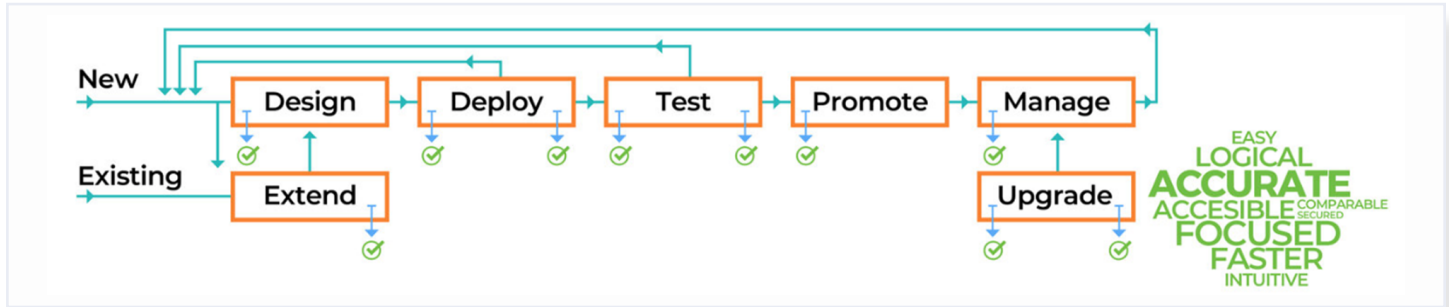 New
Design
Deploy
Test
Promote
Manage
Existing
Extend
Upgrade
EASY
LOGICAL
ACCURATE
ACCESIBLE
COMPARABLE
SECURED
FOCUSED
FASTER
INTUITIVE